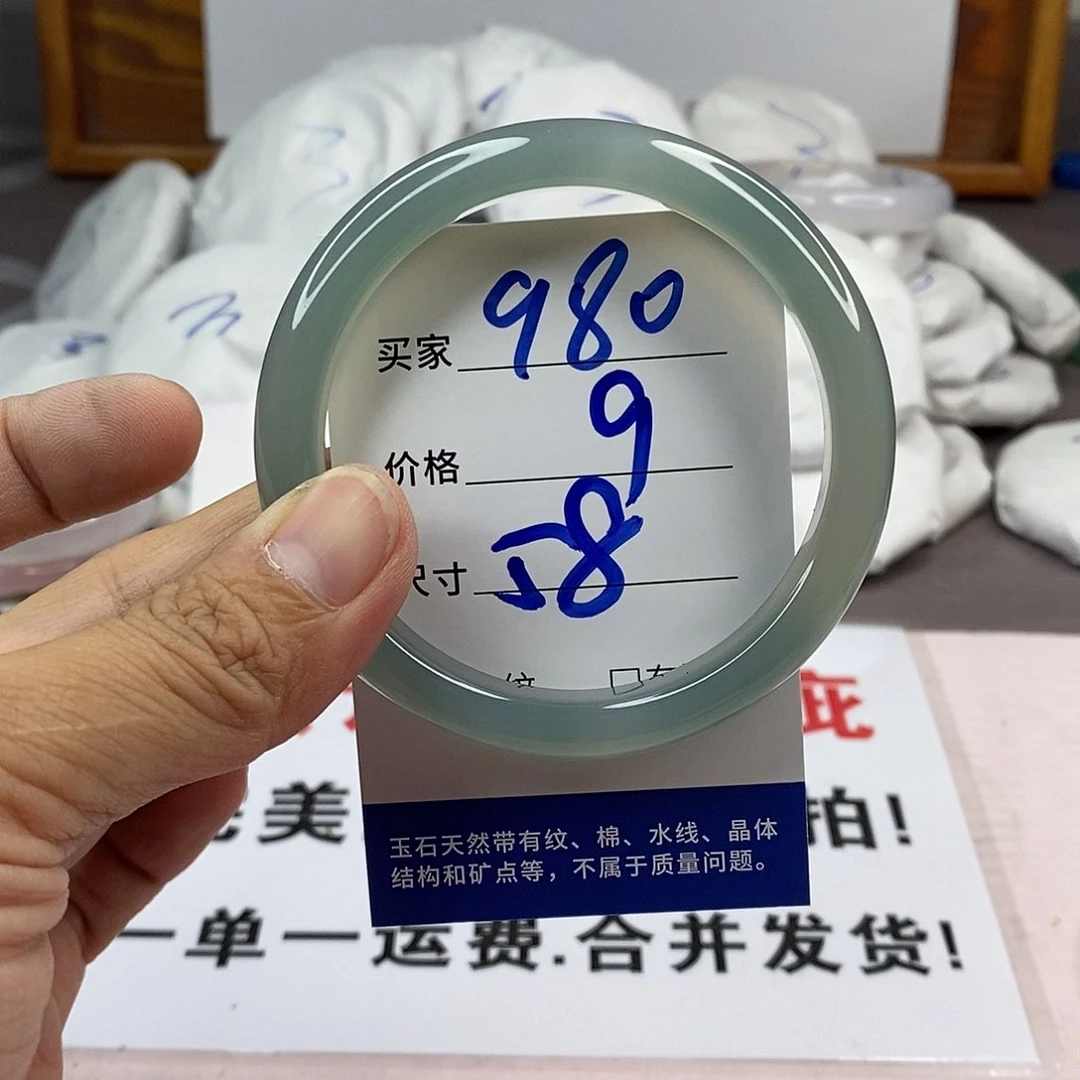 买家 980
价格 9
尺寸 58
玉石天然带有纹、棉、水线、晶体
结构和矿点等，不属于质量问题。
疵
美 拍!
一单一运费.合并发货!